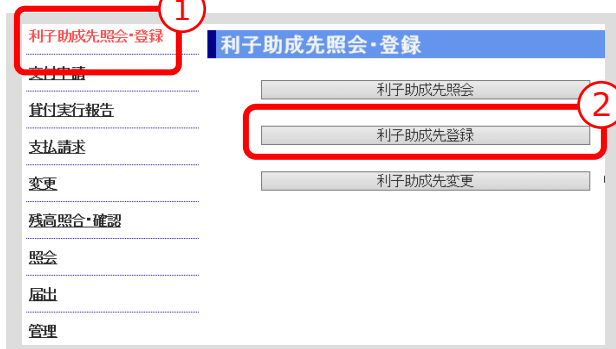 ①
利子助成先照会・登録
利子助成先照会・登録
交付申請
利子助成先照会
②
貸付実行報告
利子助成先登録
支払請求
変更
利子助成先変更
残高照合・確認
照会
届出
管理